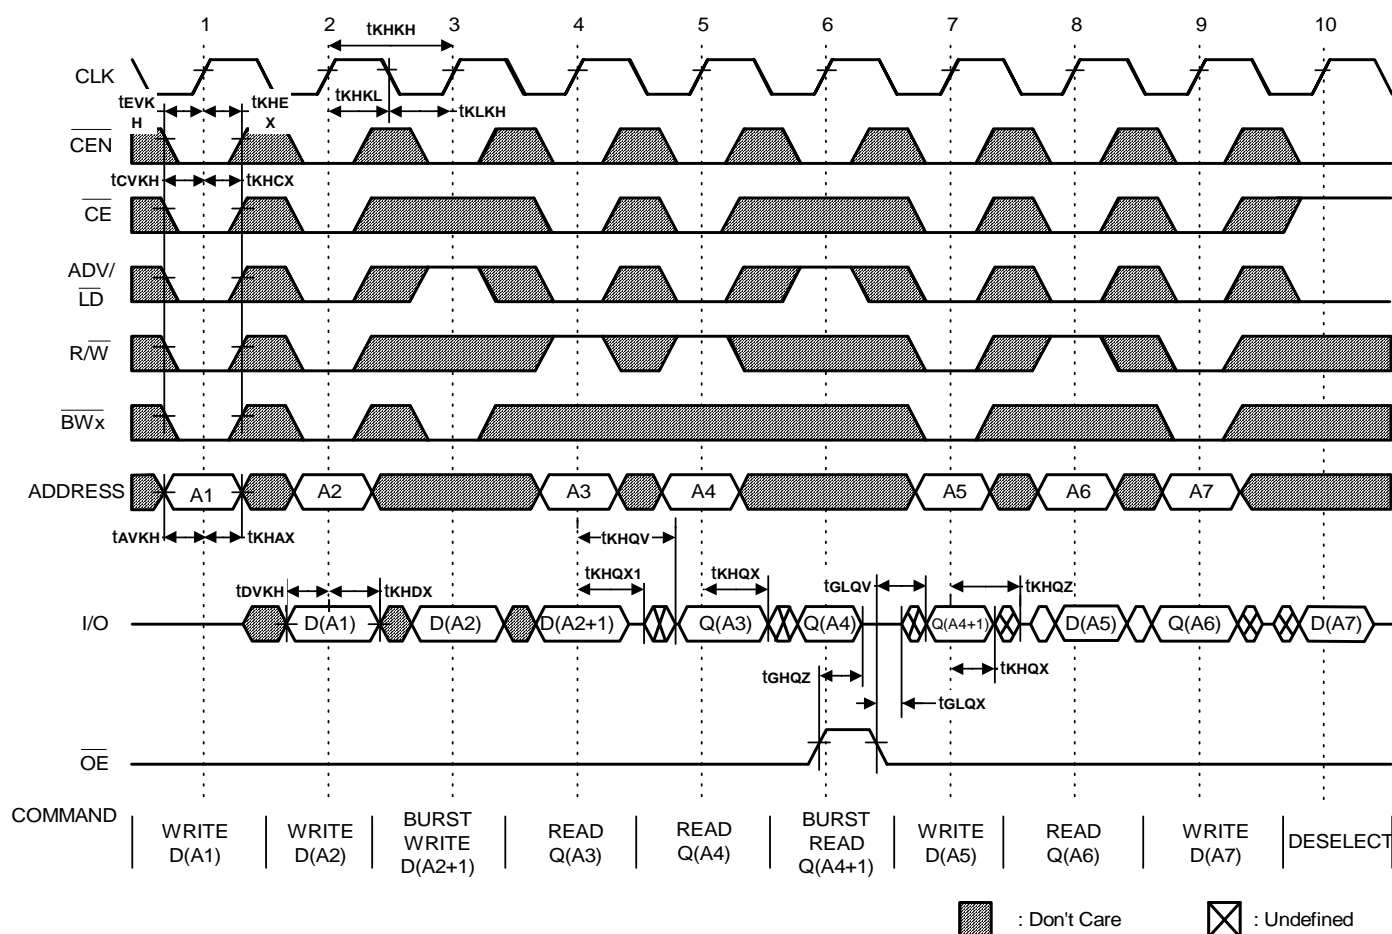 1 2 3 4 5 6 7 8 9 10
tKHKH
CLK
tEVKH tKHEX tKHKL tKLKH
CEN
tCVKH tKHCX
CE
ADV/
LD
R/W
BWx
ADDRESS A1 A2 A3 A4 A5 A6 A7
tAVKH tKHAX tKHQV
tDVKH tKHDX tKHQX1 tKHQX tGLQV tKHQZ
I/O D(A1) D(A2) D(A2+1) Q(A3) Q(A4) Q(A4+1) D(A5) Q(A6) D(A7)
tGHQZ tKHQX
tGLQX
OE
COMMAND
WRITE D(A1)
WRITE D(A2)
BURST WRITE D(A2+1)
READ Q(A3)
READ Q(A4)
BURST READ Q(A4+1)
WRITE D(A5)
READ Q(A6)
WRITE D(A7)
DESELECT
: Don't Care : Undefined